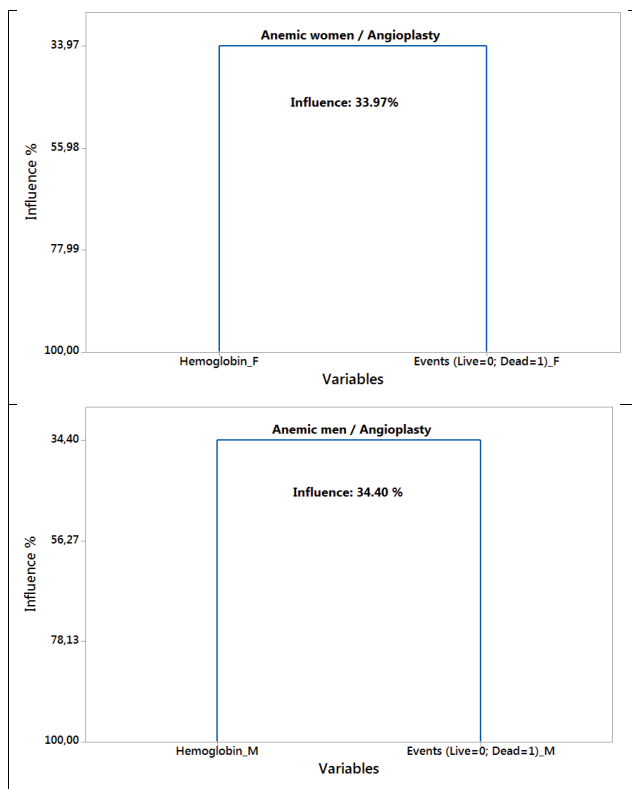 Anemic women / Angioplasty
33,97
Influence: 33.97%
55,98
Influence %
77,99
100,00
Hemoglobin_F
Events (Live=0; Dead=1)_F
Variables
Anemic men / Angioplasty
34,40
Influence: 34.40 %
56,27
Influence %
78,13
100,00
Hemoglobin_M
Events (Live=0; Dead=1)_M
Variables